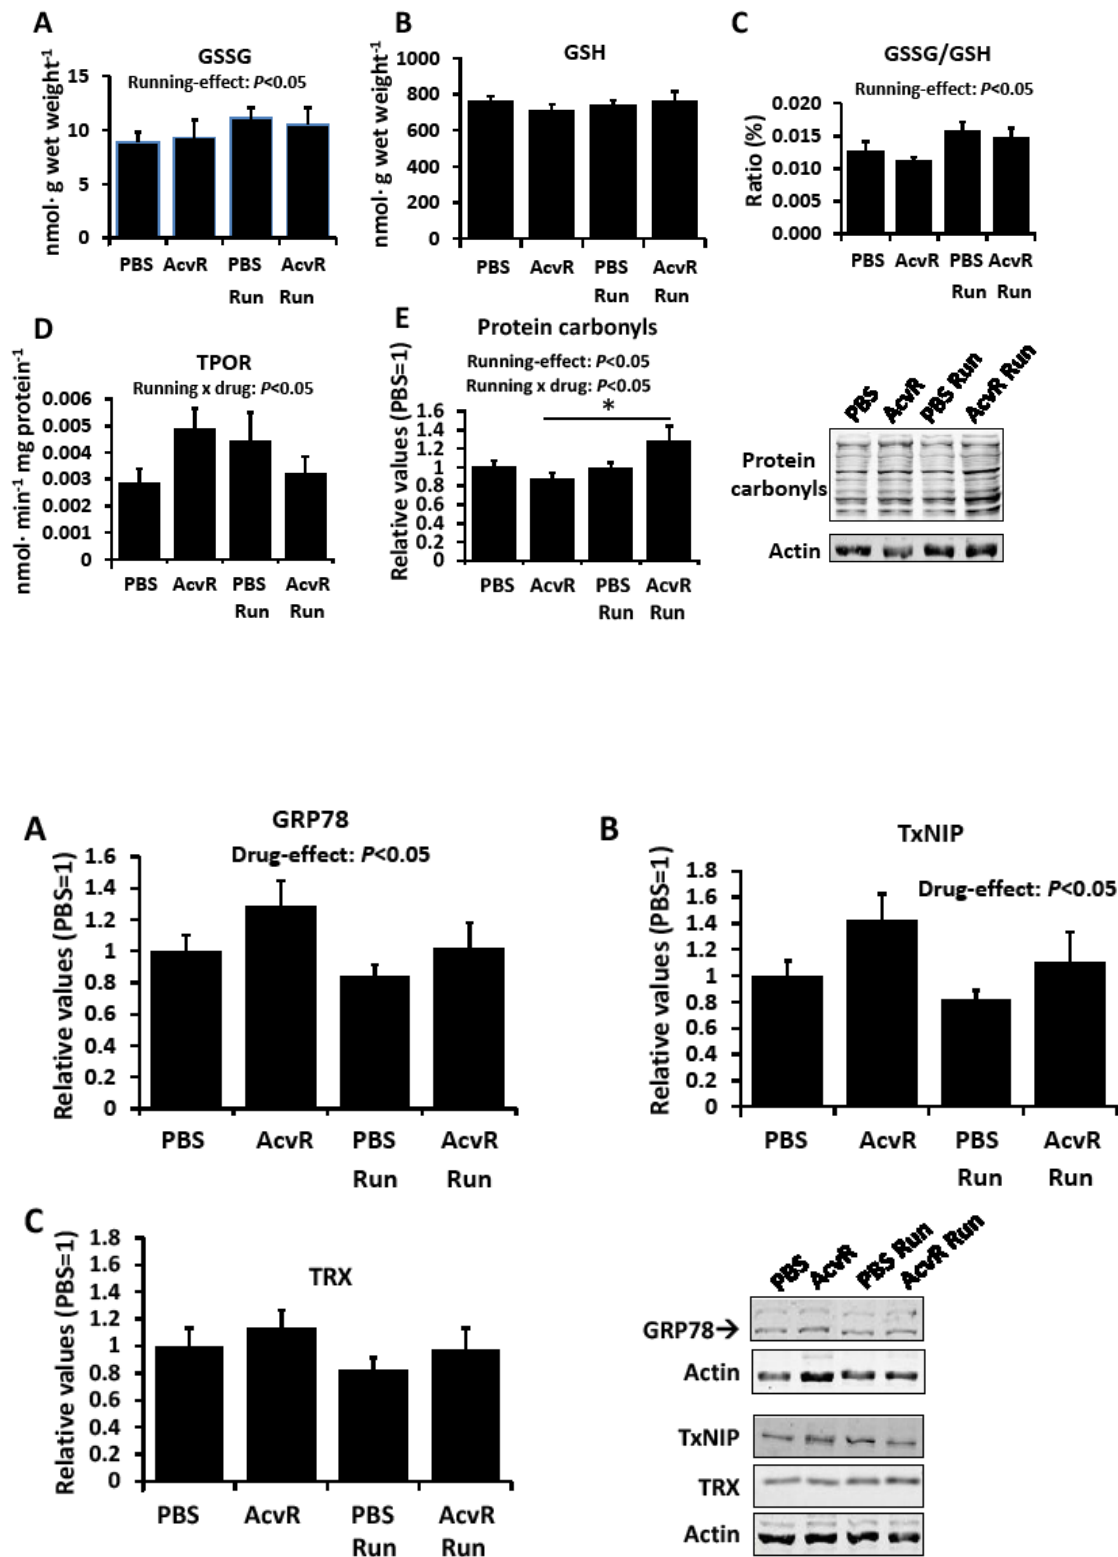 A
GSSG
Running-effect: P<0.05
nmol· g wet weight-1
15
10
5
0
PBS AcvR PBS AcvR
Run Run
B
GSH
nmol· g wet weight-1
1000
800
600
400
200
0
PBS AcvR PBS AcvR
Run Run
C
GSSG/GSH
Running-effect: P<0.05
Ratio (%)
0.020
0.015
0.010
0.005
0.000
PBS AcvR PBS AcvR
Run Run
D
TPOR
Running x drug: P<0.05
nmol· min-1 mg protein-1
0.006
0.005
0.004
0.003
0.002
0.001
0
PBS AcvR PBS AcvR
Run Run
E
Protein carbonyls
Running-effect: P<0.05
Running x drug: P<0.05
Relative values (PBS=1)
1.6
1.4
1.2
1
0.8
0.6
0.4
0.2
0
*
PBS AcvR PBS AcvR
Run Run
PBS AcvR PBS Run AcvR Run
Protein
carbonyls
Actin
A
GRP78
Drug-effect: P<0.05
Relative values (PBS=1)
1.6
1.4
1.2
1
0.8
0.6
0.4
0.2
0
PBS AcvR PBS AcvR
Run Run
B
TxNIP
Drug-effect: P<0.05
Relative values (PBS=1)
1.8
1.6
1.4
1.2
1
0.8
0.6
0.4
0.2
0
PBS AcvR PBS AcvR
Run Run
C
TRX
Relative values (PBS=1)
1.8
1.6
1.4
1.2
1
0.8
0.6
0.4
0.2
0
PBS AcvR PBS AcvR
Run Run
PBS AcvR PBS Run AcvR Run
GRP78→
Actin
TxNIP
TRX
Actin